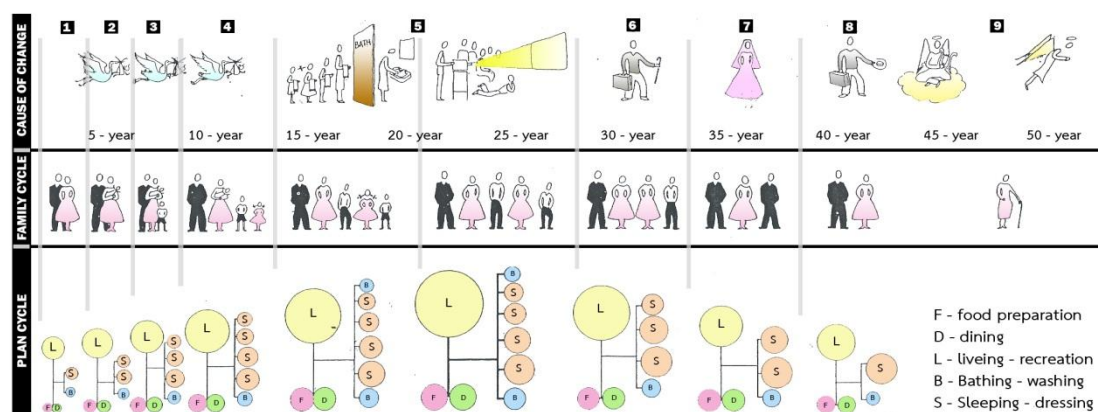 CAUSE OF CHANGE
1 2 3 4 5 6 7 8 9
BATH
5 - year 10 - year 15 - year 20 - year 25 - year 30 - year 35 - year 40 - year 45 - year 50 - year
FAMILY CYCLE
PLAN CYCLE
L S B F D
L S S B F D
L S S S B F D
L S S S S B F D
L B S S S S B F D
L B S S S S B F D
L S S S B F D
L S S B F D
L S B F D
F - food preparation
D - dining
L - liveing - recreation
B - Bathing - washing
S - Sleeping - dressing